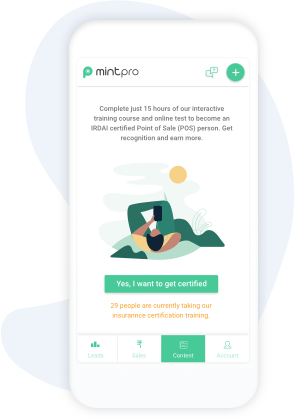 mintpro
Complete just 15 hours of our interactive
training course and online test to become an
IRDAI certified Point of Sale (POS) person. Get
recognition and earn more.
Yes, I want to get certified
29 people are currently taking our
insurannce certification training.
Leads
Sales
Content
Account